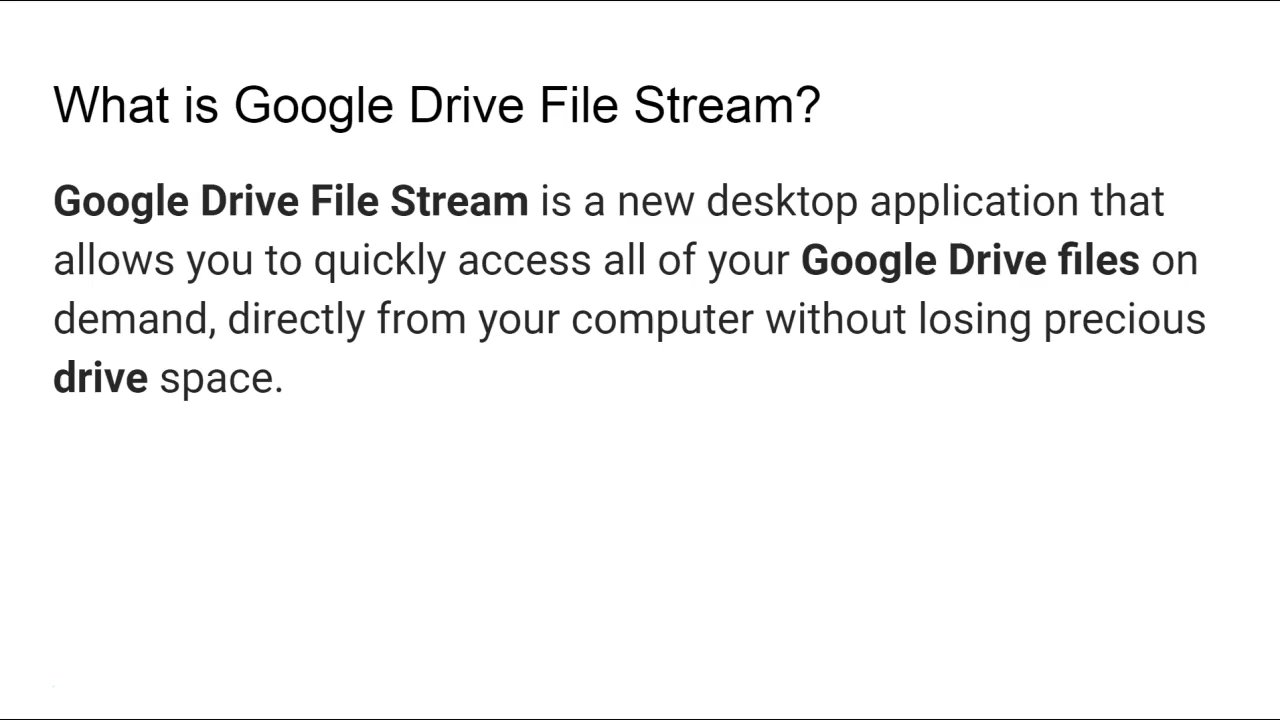 What is Google Drive File Stream?
Google Drive File Stream is a new desktop application that
allows you to quickly access all of your Google Drive files on
demand, directly from your computer without losing precious
drive space.